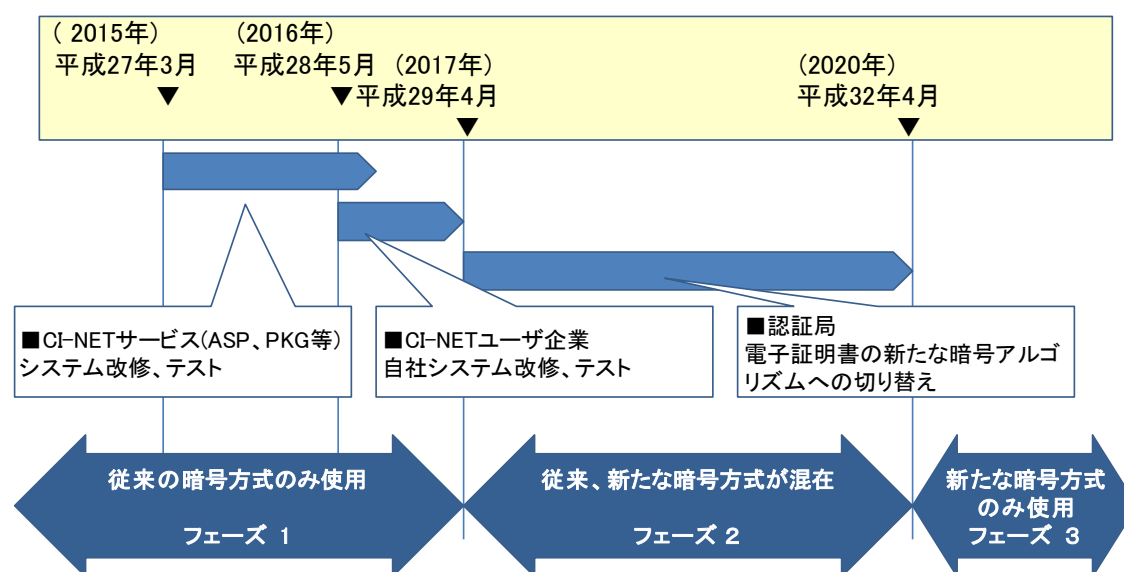 ( 2015年)
平成27年3月
(2016年)
平成28年5月
(2017年)
平成29年4月
(2020年)
平成32年4月
■CI-NETサービス(ASP、PKG等)
システム改修、テスト
■CI-NETユーザ企業
自社システム改修、テスト
■認証局
電子証明書の新たな暗号アルゴ
リズムへの切り替え
従来の暗号方式のみ使用
フェーズ 1
従来、新たな暗号方式が混在
フェーズ 2
新たな暗号方式
のみ使用
フェーズ 3